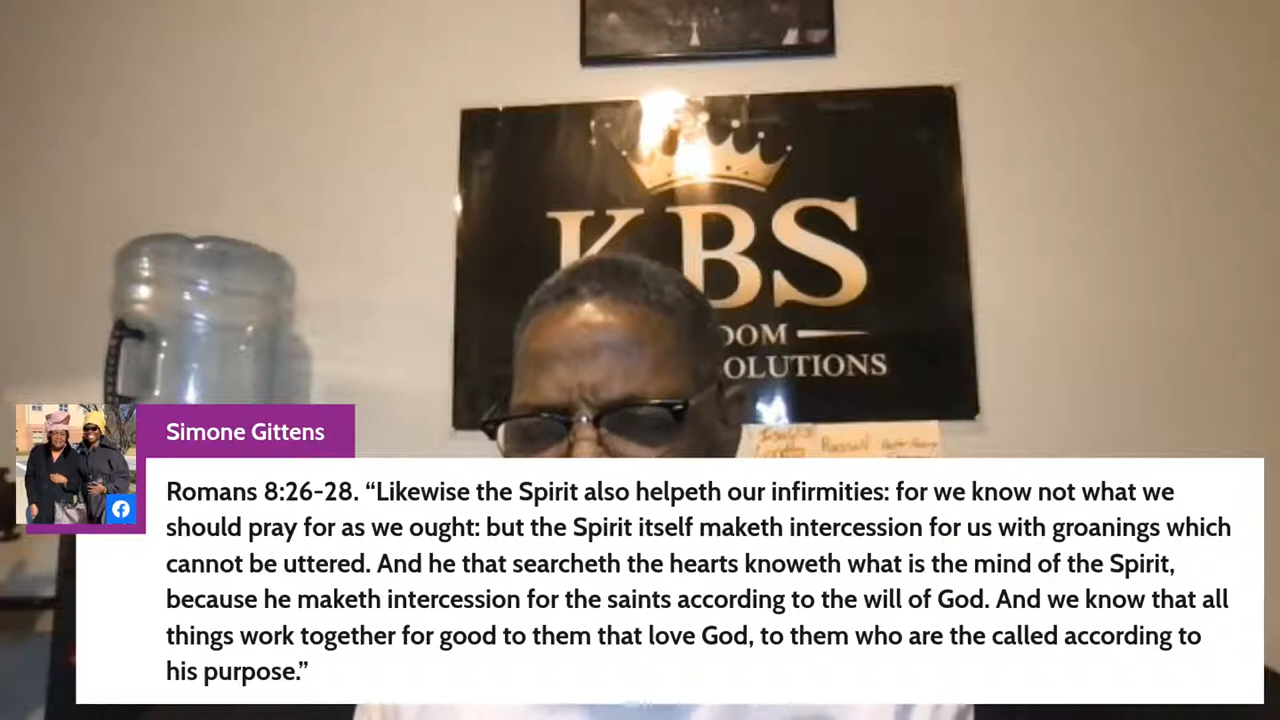 KBS
DOM
OLUTIONS
Simone Gittens
Romans 8:26-28. “Likewise the Spirit also helpeth our infirmities: for we know not what we
should pray for as we ought: but the Spirit itself maketh intercession for us with groanings which
cannot be uttered. And he that searcheth the hearts knoweth what is the mind of the Spirit,
because he maketh intercession for the saints according to the will of God. And we know that all
things work together for good to them that love God, to them who are the called according to
his purpose.”